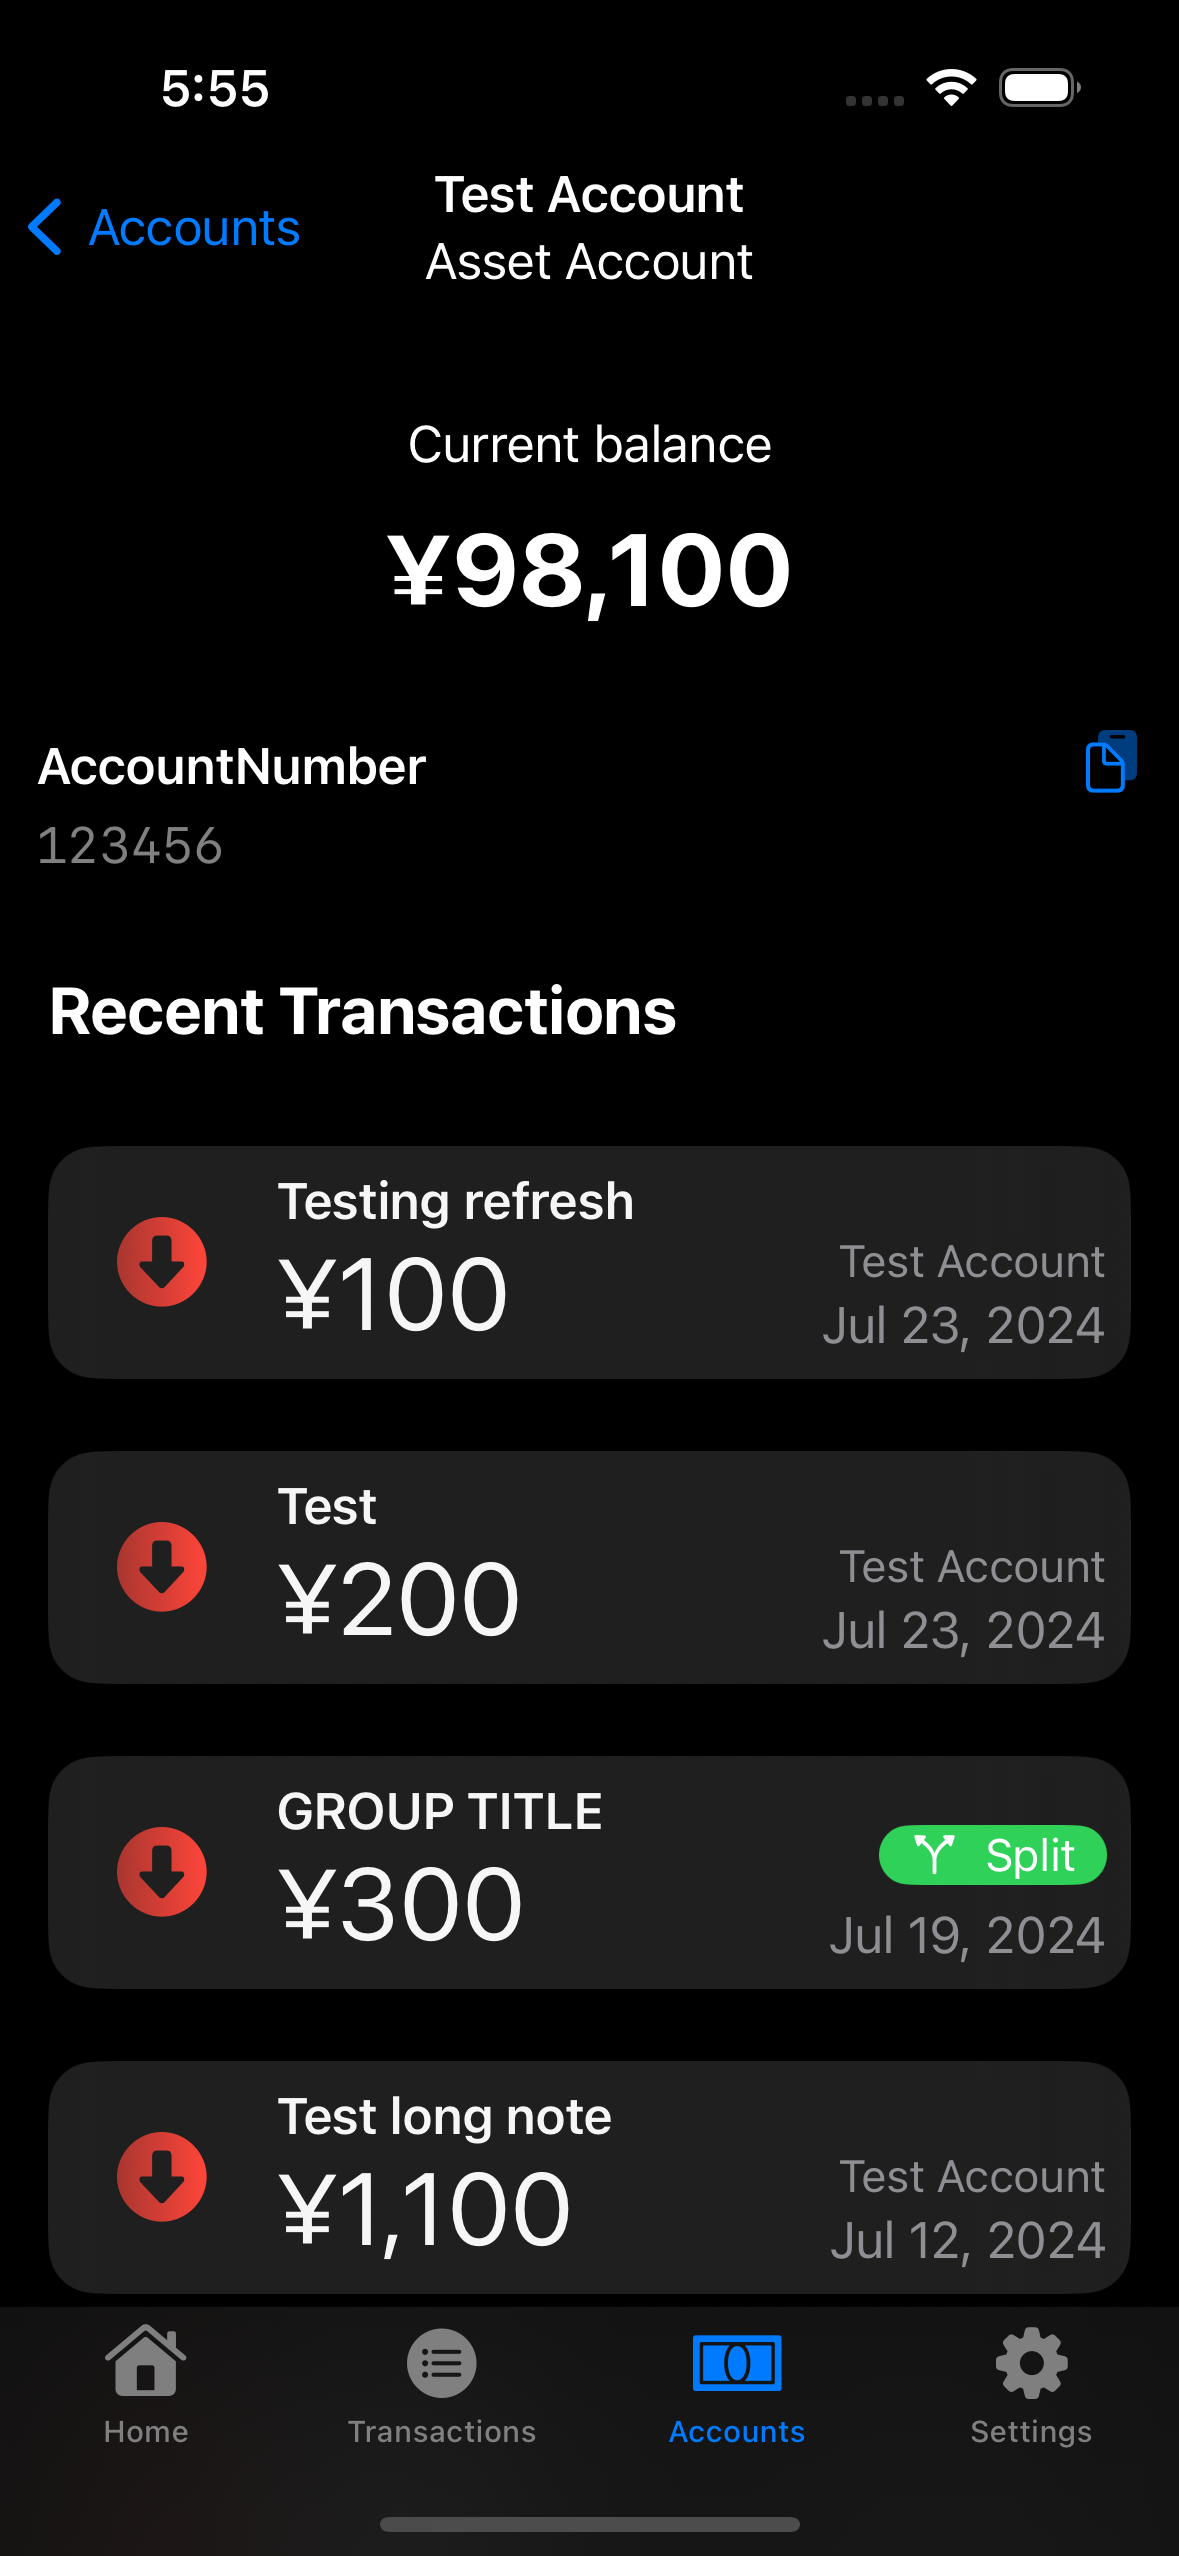 5:55
Accounts
Test Account
Asset Account
Current balance
¥98,100
AccountNumber
123456
Recent Transactions
Testing refresh
¥100
Test Account
Jul 23, 2024
Test
¥200
Test Account
Jul 23, 2024
GROUP TITLE
¥300
Split
Jul 19, 2024
Test long note
¥1,100
Test Account
Jul 12, 2024
Home
Transactions
Accounts
Settings